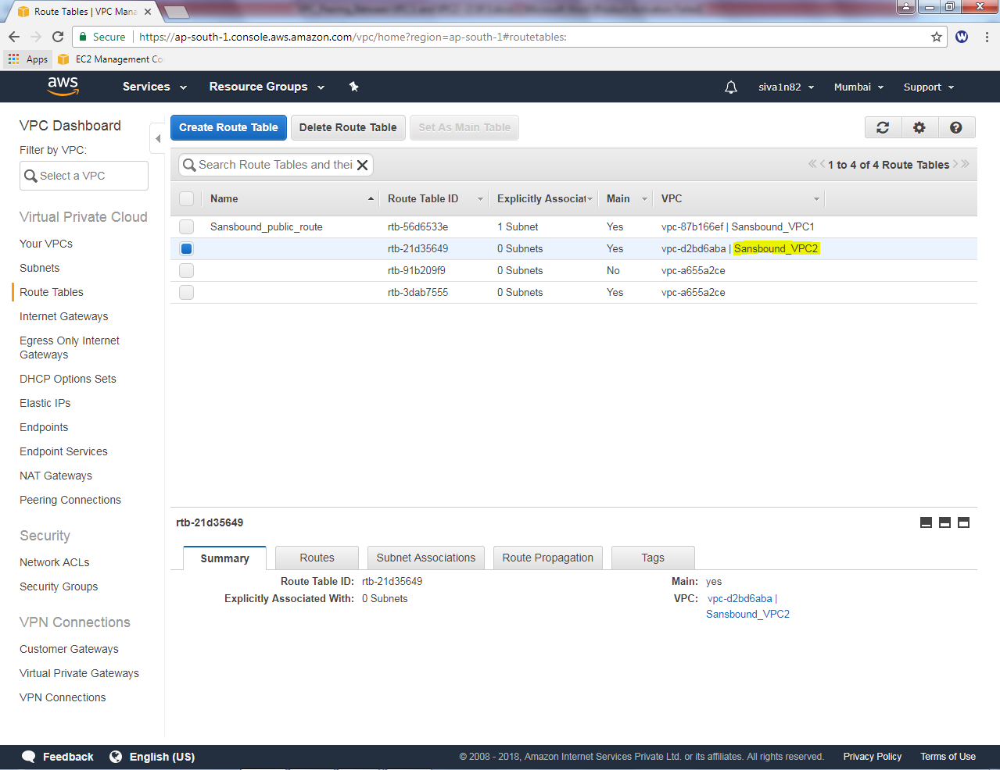 Route Tables | VPC Mana
Secure
https://ap-south-1.console.aws.amazon.com/vpc/home?region=ap-south-1#routetables:
Apps
EC2 Management Co
aws
Services
Resource Groups
siva1n82
Mumbai
Support
VPC Dashboard
Filter by VPC:
Select a VPC
Virtual Private Cloud
Your VPCs
Subnets
Route Tables
Internet Gateways
Egress Only Internet
Gateways
DHCP Options Sets
Elastic IPs
Endpoints
Endpoint Services
NAT Gateways
Peering Connections
Security
Network ACLs
Security Groups
VPN Connections
Customer Gateways
Virtual Private Gateways
VPN Connections
Create Route Table
Delete Route Table
Set As Main Table
Search Route Tables and thei
1 to 4 of 4 Route Tables
Name Route Table ID Explicitly Associat Main VPC
Sansbound_public_route rtb-56d6533e 1 Subnet Yes vpc-87b166ef | Sansbound_VPC1
rtb-21d35649 0 Subnets Yes vpc-d2bd6aba | Sansbound_VPC2
rtb-91b209f9 0 Subnets No vpc-a655a2ce
rtb-3dab7555 0 Subnets Yes vpc-a655a2ce
rtb-21d35649
Summary
Routes
Subnet Associations
Route Propagation
Tags
Route Table ID: rtb-21d35649
Explicitly Associated With: 0 Subnets
Main: yes
VPC: vpc-d2bd6aba |
Sansbound_VPC2
Feedback
English (US)
© 2008 - 2018, Amazon Internet Services Private Ltd. or its affiliates. All rights reserved.
Privacy Policy
Terms of Use